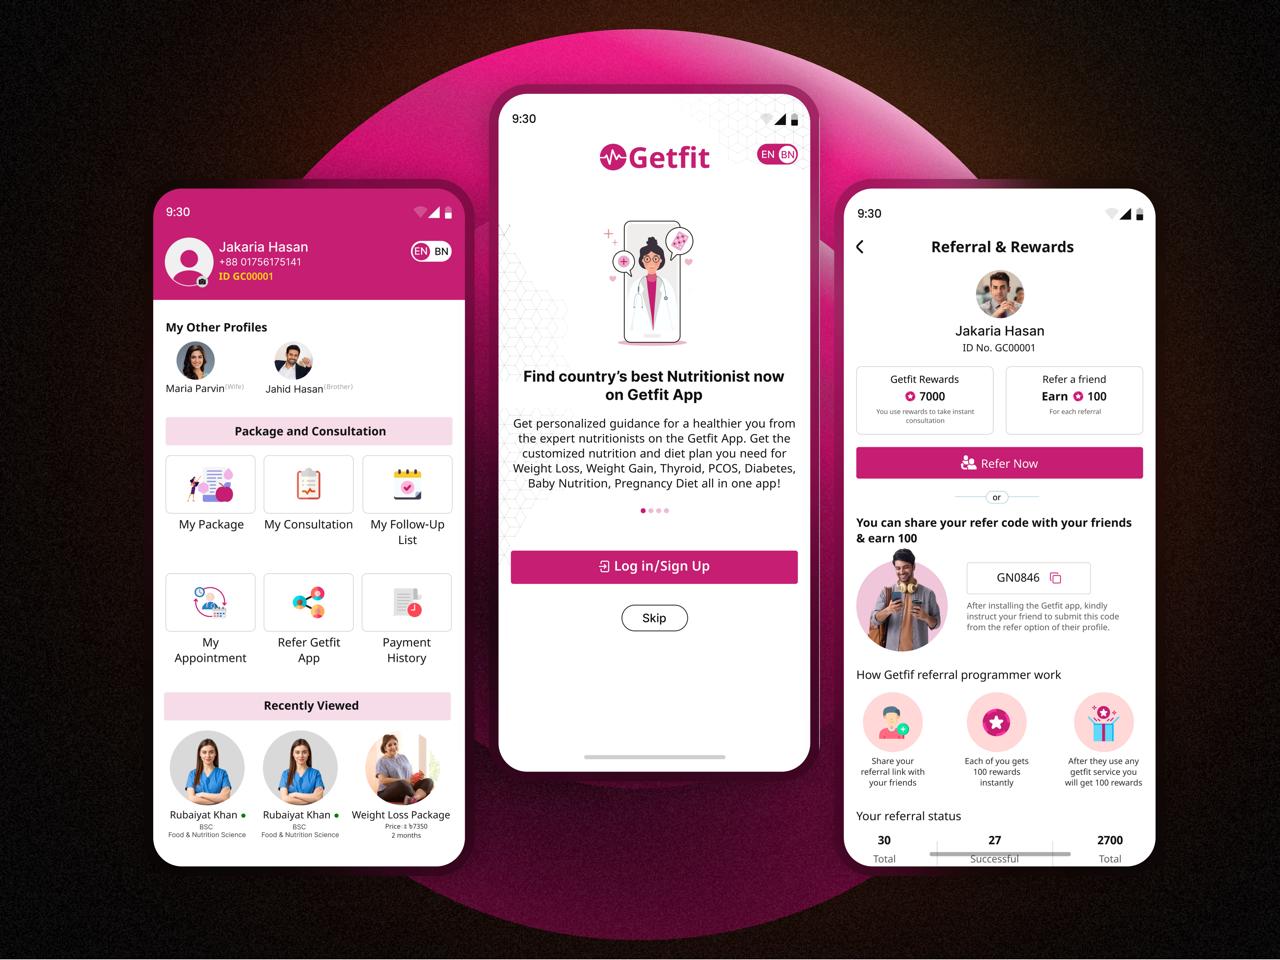 9:30
Jakaria Hasan
+88 01756175141
ID GC00001
EN BN
My Other Profiles
Maria Parvin(Wife)
Jahid Hasan(Brother)
Package and Consultation
My Package
My Consultation
My Follow-Up
List
My
Appointment
Refer Getfit
App
Payment
History
Recently Viewed
Rubaiyat Khan
BSC
Food & Nutrition Science
Rubaiyat Khan
BSC
Food & Nutrition Science
Weight Loss Package
Price : ৳7350
2 months
9:30
Getfit
EN BN
Find country's best Nutritionist now
on Getfit App
Get personalized guidance for a healthier you from
the expert nutritionists on the Getfit App. Get the
customized nutrition and diet plan you need for
Weight Loss, Weight Gain, Thyroid, PCOS, Diabetes,
Baby Nutrition, Pregnancy Diet all in one app!
Log in/Sign Up
Skip
9:30
Referral & Rewards
Jakaria Hasan
ID No. GC00001
Getfit Rewards
7000
You use rewards to take instant
consultation
Refer a friend
Earn 100
For each referral
Refer Now
or
You can share your refer code with your friends
& earn 100
GN0846
After installing the Getfit app, kindly
instruct your friend to submit this code
from the refer option of their profile.
How Getfif referral programmer work
Share your
referral link with
your friends
Each of you gets
100 rewards
instantly
After they use any
getfit service you
will get 100 rewards
Your referral status
30
Total
27
Successful
2700
Total